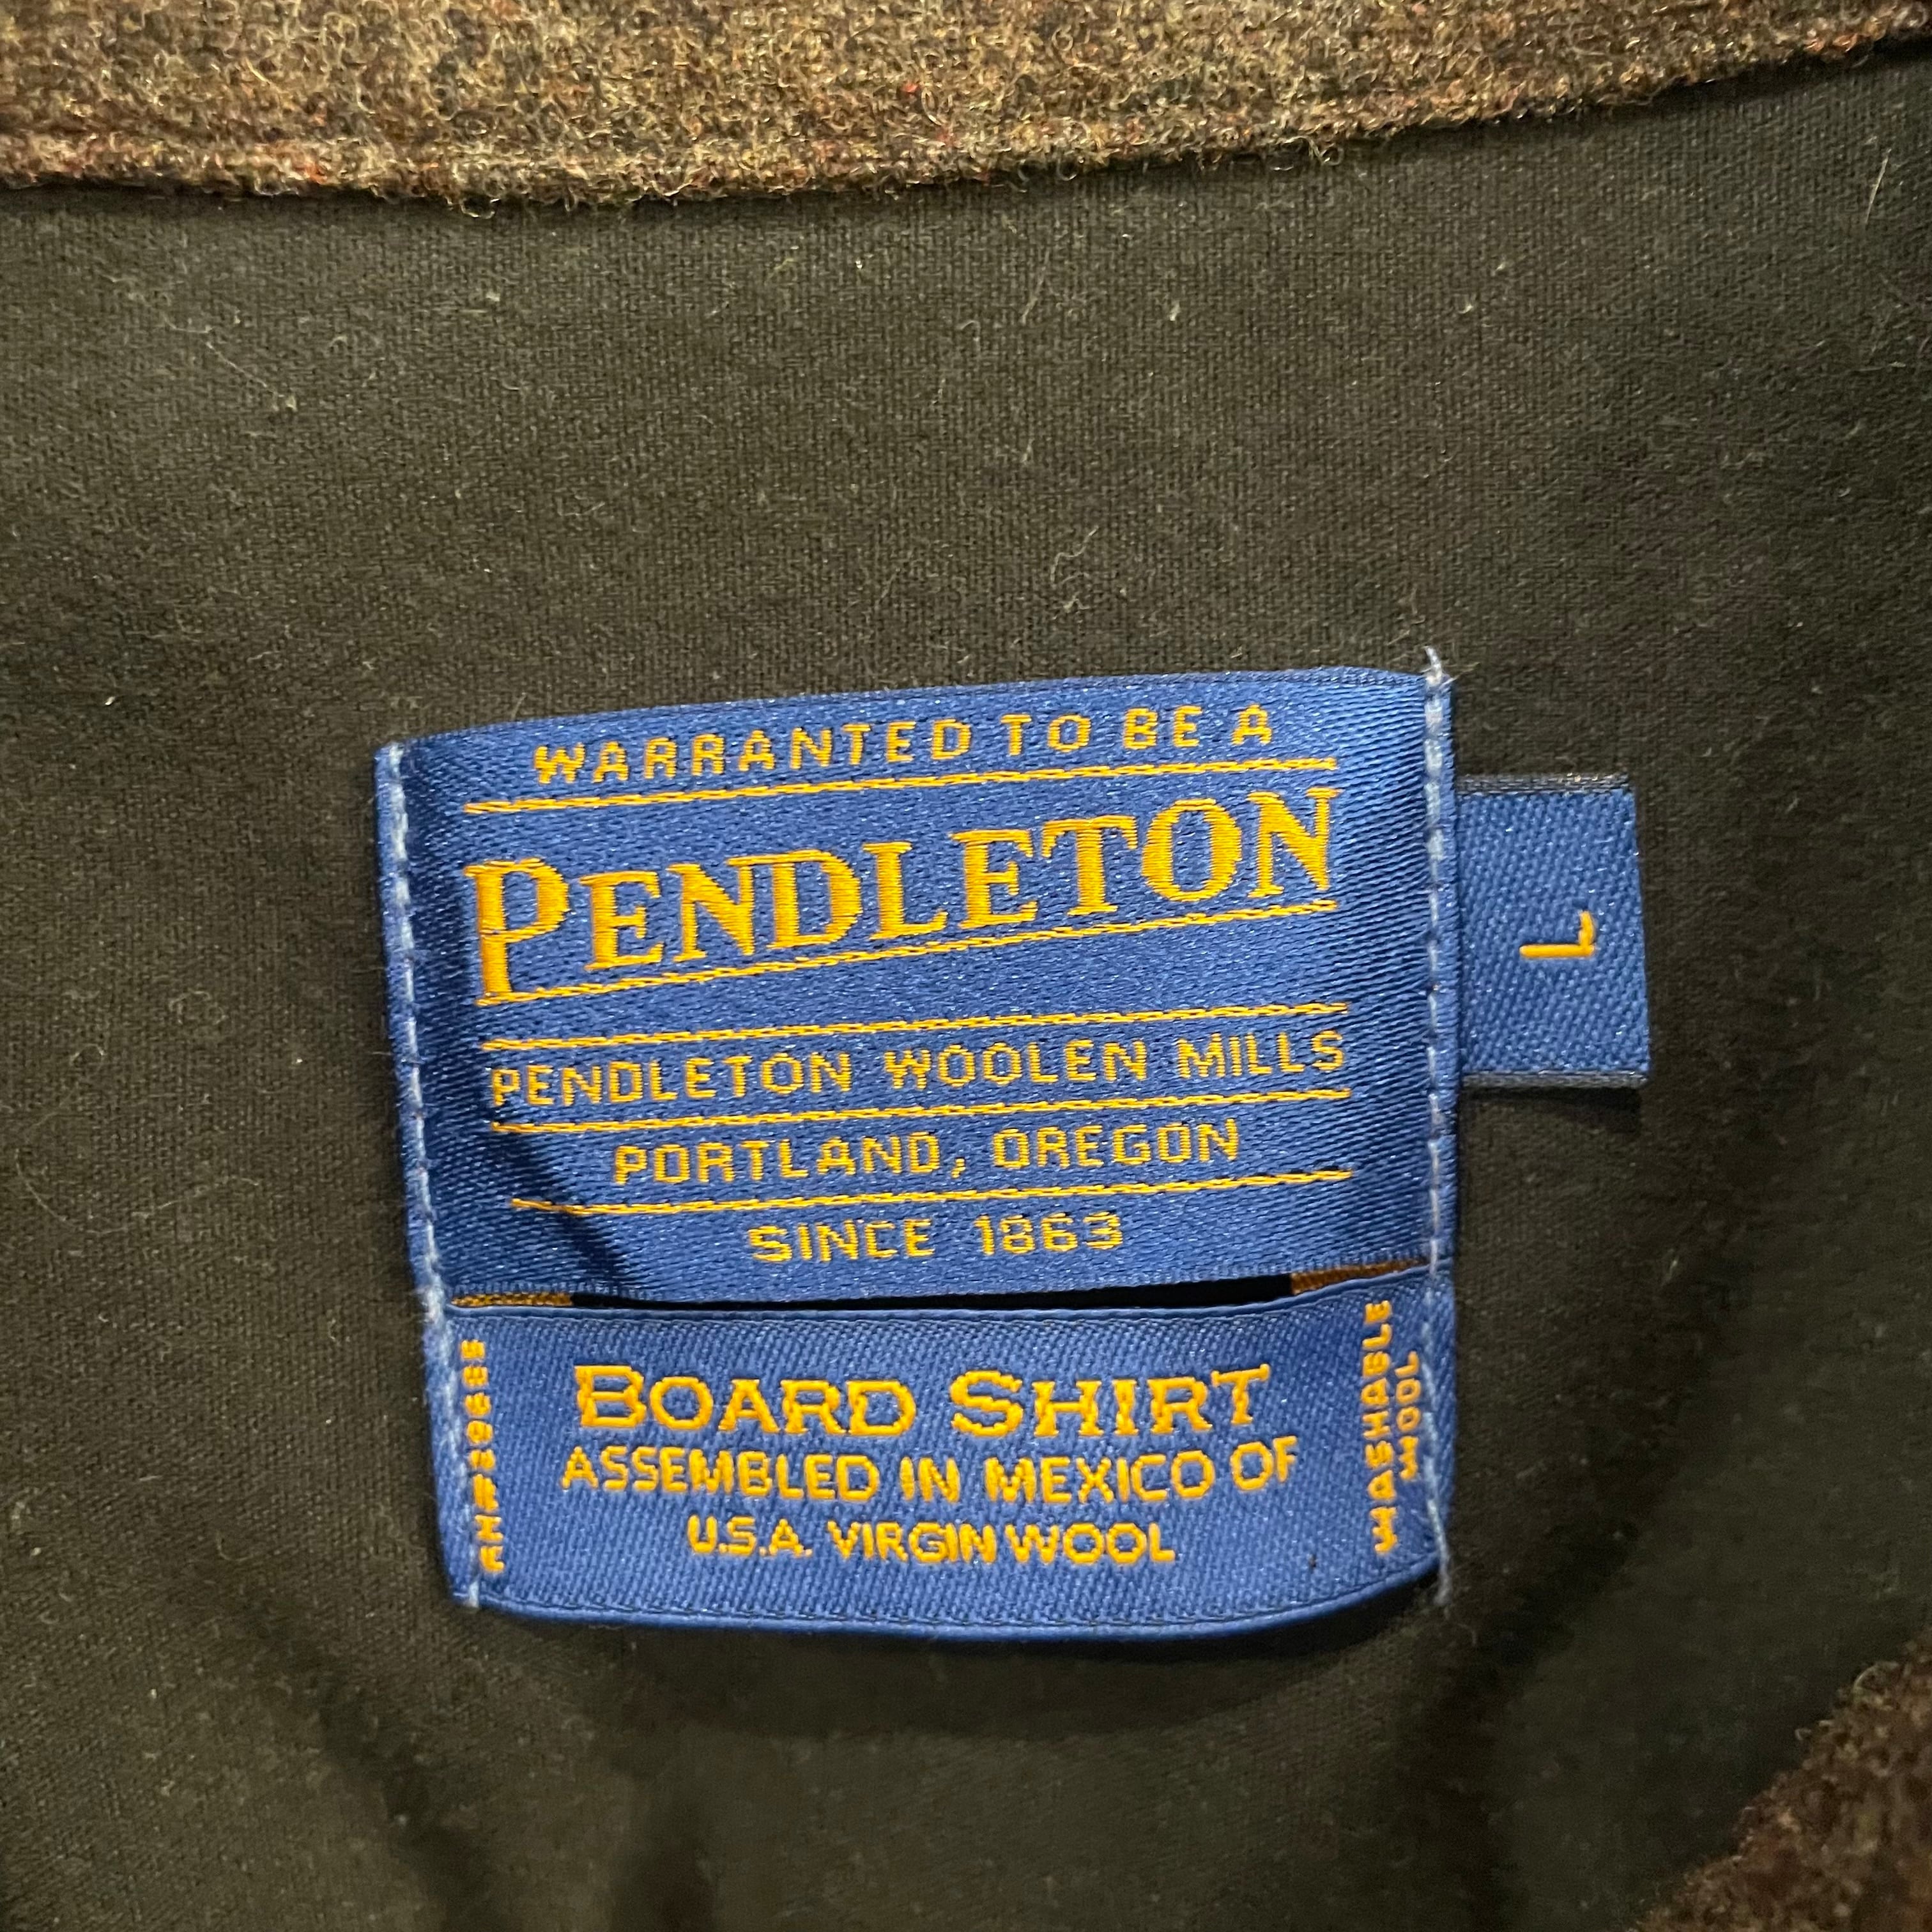 WARRANTED TO BE A
PENDLETON
PENDLETON WOOLEN MILLS
PORTLAND, OREGON
SINCE 1863
L
BOARD SHIRT
ASSEMBLED IN MEXICO OF
U.S.A. VIRGIN WOOL
WASHABLE
WOOL